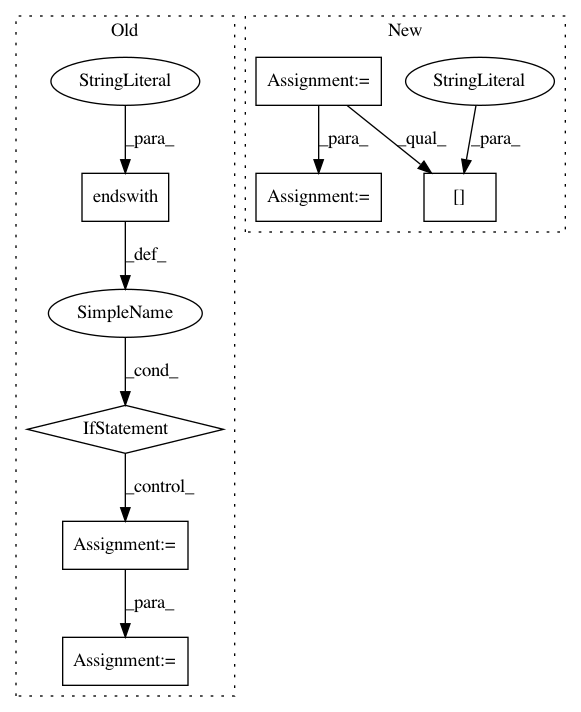 Old
StringLiteral
_para_
endswith
_def_
SimpleName
_cond_
IfStatement
_control_
Assignment:=
_para_
Assignment:=
New
Assignment:=
StringLiteral
_para_
_qual_
_para_
Assignment:=
[]